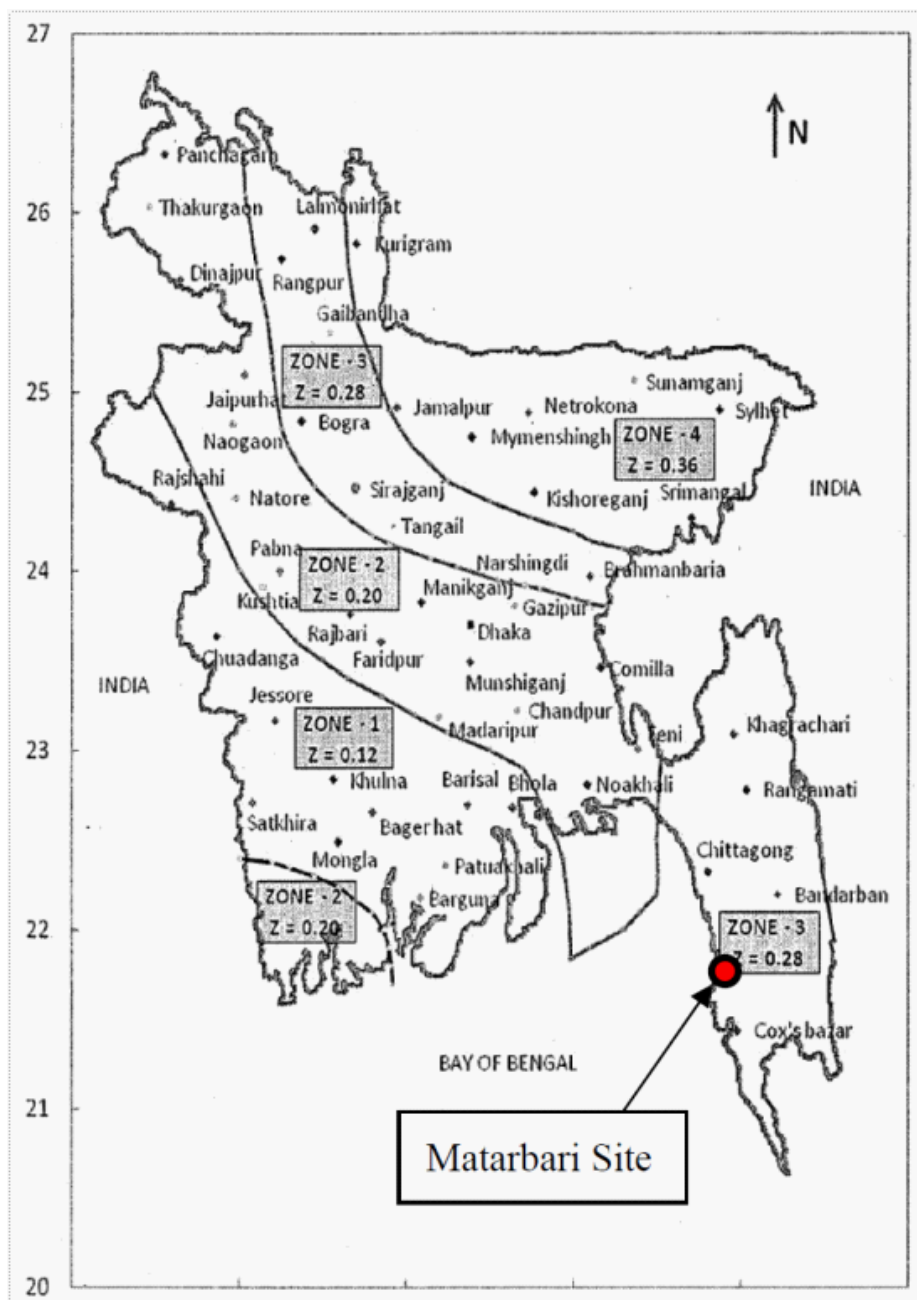 27
N
Panchagarh
Thakurgaon
Lalmonirhat
26
Kurigram
Dinajpur
Rangpur
Gaibandha
ZONE - 3
Z = 0.28
25
Jaipurhat
Jamalpur
Netrokona
Sunamganj
Sylhet
Bogra
Mymenshingh
ZONE - 4
Z = 0.36
Naogaon
Rajshahi
Natore
Sirajganj
Kishoreganj
Srimangal
INDIA
Tangail
Pabna
24
ZONE - 2
Z = 0.20
Narshingdi
Brahmanbaria
Kushtia
Manikganj
Gazipur
Rajbari
Dhaka
Chuadanga
Faridpur
Munshiganj
Comilla
INDIA
Jessore
Chandpur
23
ZONE - 1
Z = 0.12
Madaripur
Feni
Khagrachari
Khulna
Barisal
Bhola
Noakhali
Rangamati
Satkhira
Bagerhat
Mongla
Patuakhali
Chittagong
ZONE - 2
Z = 0.20
Barguna
Bandarban
22
ZONE - 3
Z = 0.28
Cox's bazar
BAY OF BENGAL
21
Matarbari Site
20